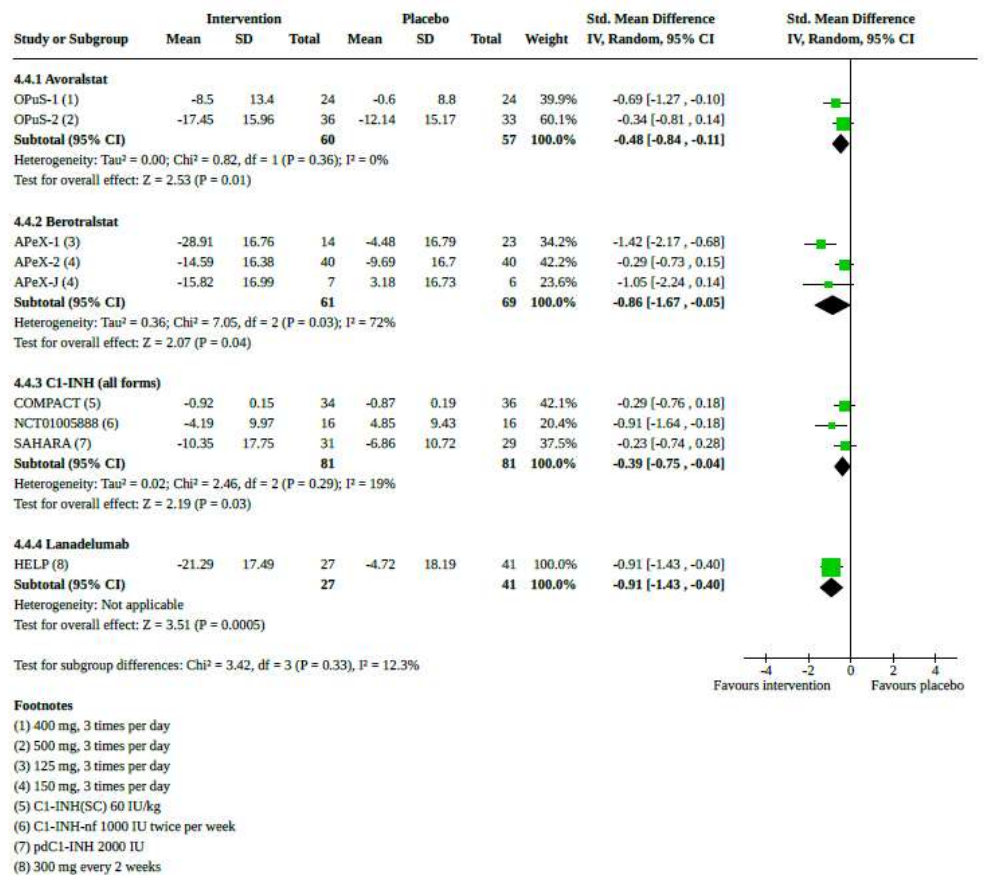 Intervention Placebo Std. Mean Difference Std. Mean Difference
Study or Subgroup Mean SD Total Mean SD Total Weight IV, Random, 95% CI IV, Random, 95% CI
4.4.1 Avoralstat
OPuS-1 (1) -8.5 13.4 24 -0.6 8.8 24 39.9% -0.69 [-1.27 , -0.10]
OPuS-2 (2) -17.45 15.96 36 -12.14 15.17 33 60.1% -0.34 [-0.81 , 0.14]
Subtotal (95% CI) 60 57 100.0% -0.48 [-0.84 , -0.11]
Heterogeneity: Tau² = 0.00; Chi² = 0.82, df = 1 (P = 0.36); I² = 0%
Test for overall effect: Z = 2.53 (P = 0.01)
4.4.2 Berotralstat
APeX-1 (3) -28.91 16.76 14 -4.48 16.79 23 34.2% -1.42 [-2.17 , -0.68]
APeX-2 (4) -14.59 16.38 40 -9.69 16.7 40 42.2% -0.29 [-0.73 , 0.15]
APeX-J (4) -15.82 16.99 7 3.18 16.73 6 23.6% -1.05 [-2.24 , 0.14]
Subtotal (95% CI) 61 69 100.0% -0.86 [-1.67 , -0.05]
Heterogeneity: Tau² = 0.36; Chi² = 7.05, df = 2 (P = 0.03); I² = 72%
Test for overall effect: Z = 2.07 (P = 0.04)
4.4.3 C1-INH (all forms)
COMPACT (5) -0.92 0.15 34 -0.87 0.19 36 42.1% -0.29 [-0.76 , 0.18]
NCT01005888 (6) -4.19 9.97 16 4.85 9.43 16 20.4% -0.91 [-1.64 , -0.18]
SAHARA (7) -10.35 17.75 31 -6.86 10.72 29 37.5% -0.23 [-0.74 , 0.28]
Subtotal (95% CI) 81 81 100.0% -0.39 [-0.75 , -0.04]
Heterogeneity: Tau² = 0.02; Chi² = 2.46, df = 2 (P = 0.29); I² = 19%
Test for overall effect: Z = 2.19 (P = 0.03)
4.4.4 Lanadelumab
HELP (8) -21.29 17.49 27 -4.72 18.19 41 100.0% -0.91 [-1.43 , -0.40]
Subtotal (95% CI) 27 41 100.0% -0.91 [-1.43 , -0.40]
Heterogeneity: Not applicable
Test for overall effect: Z = 3.51 (P = 0.0005)
Test for subgroup differences: Chi² = 3.42, df = 3 (P = 0.33), I² = 12.3%
-4 -2 0 2 4
Favours intervention Favours placebo
Footnotes
(1) 400 mg, 3 times per day
(2) 500 mg, 3 times per day
(3) 125 mg, 3 times per day
(4) 150 mg, 3 times per day
(5) C1-INH(SC) 60 IU/kg
(6) C1-INH-nf 1000 IU twice per week
(7) pdC1-INH 2000 IU
(8) 300 mg every 2 weeks